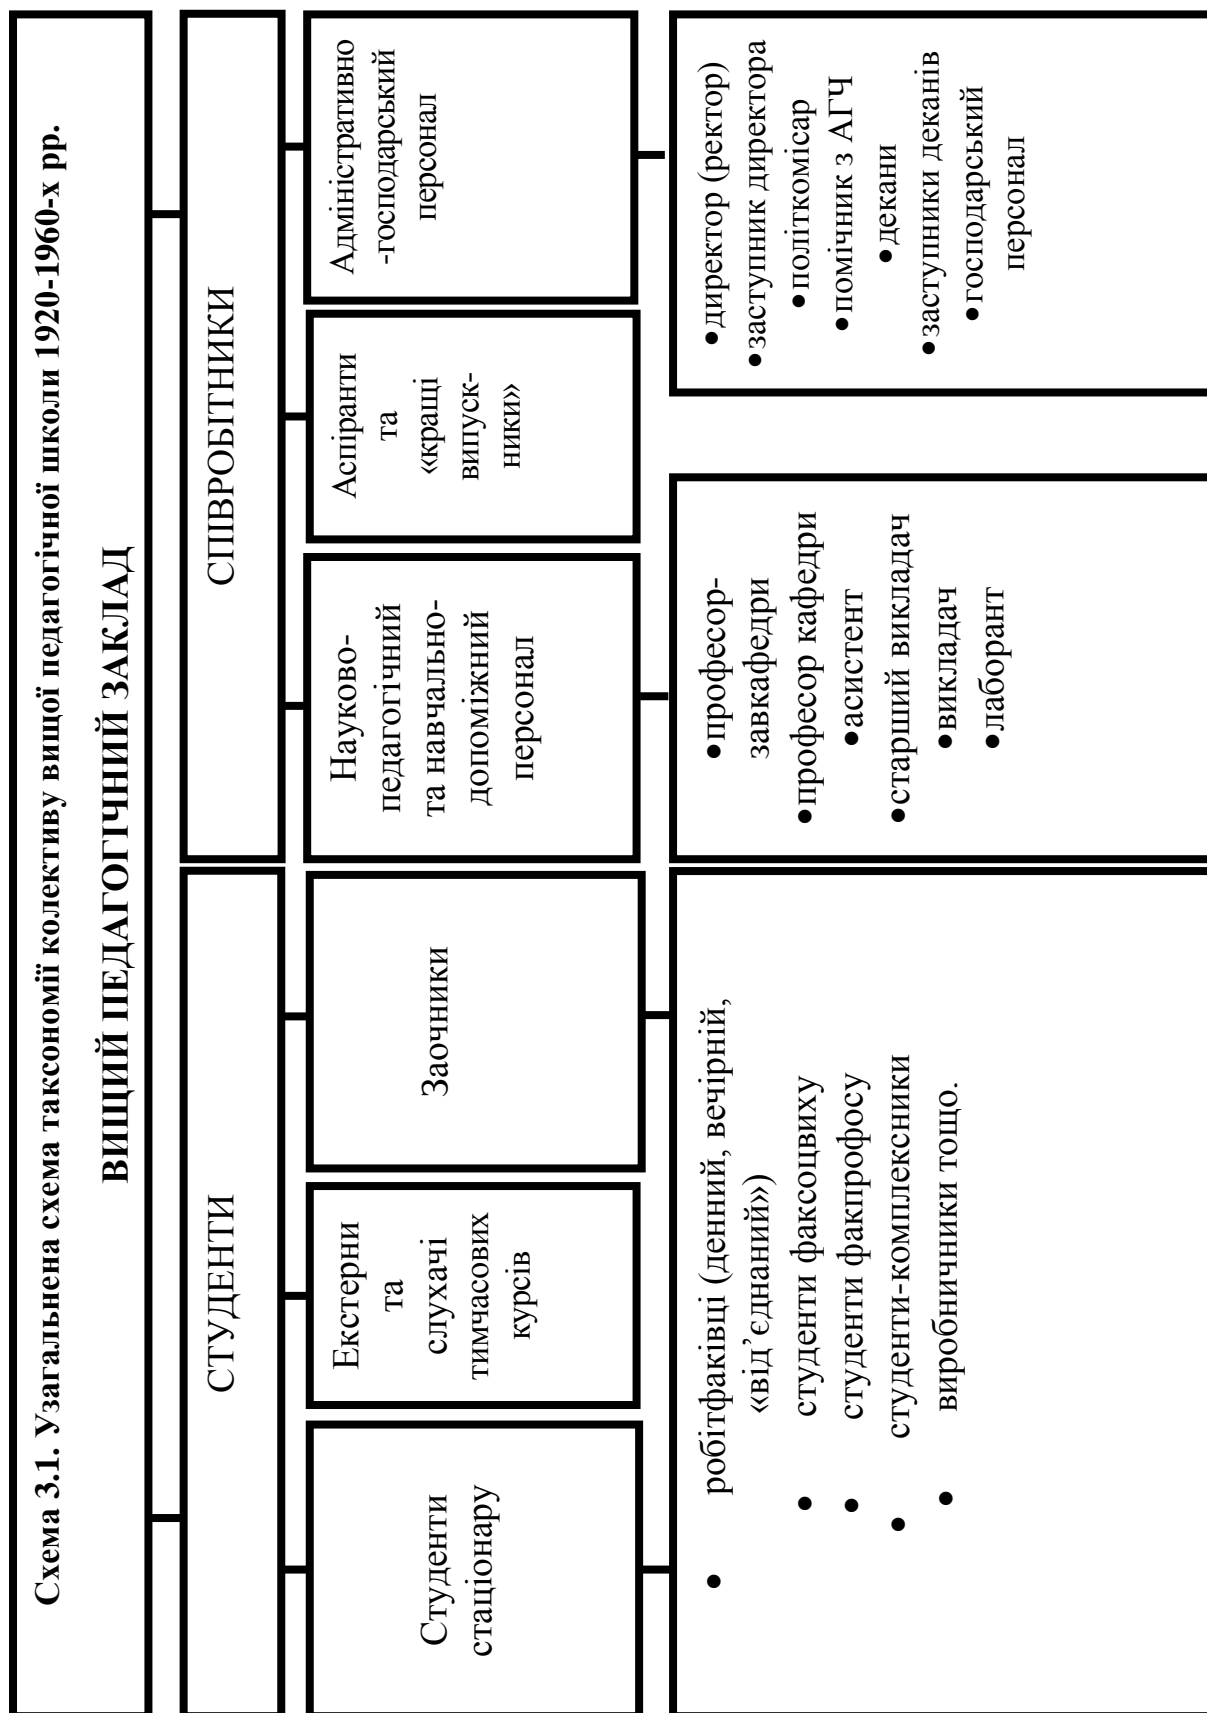 Схема 3.1. Узагальнена схема таксономії колективу вищої педагогічної школи 1920-1960-х рр.
ВИЩИЙ ПЕДАГОГІЧНИЙ ЗАКЛАД
СТУДЕНТИ
СПІВРОБІТНИКИ
Студенти
стаціонару
Екстерни
та
слухачі
тимчасових
курсів
Заочники
Науково-
педагогічний
та навчально-
допоміжний
персонал
Аспіранти
та
«кращі
випуск-
ники»
Адміністративно
-господарський
персонал
• робітфаківці (денний, вечірній,
«від’єднаний»)
• студенти факсоцвиху
• студенти факпрофосу
• студенти-комплексники
• виробничники тощо.
•професор-
завкафедри
•професор кафедри
•асистент
•старший викладач
•викладач
•лаборант
•директор (ректор)
•заступник директора
•політкомісар
•помічник з АГЧ
•декани
•заступники деканів
•господарський
персонал